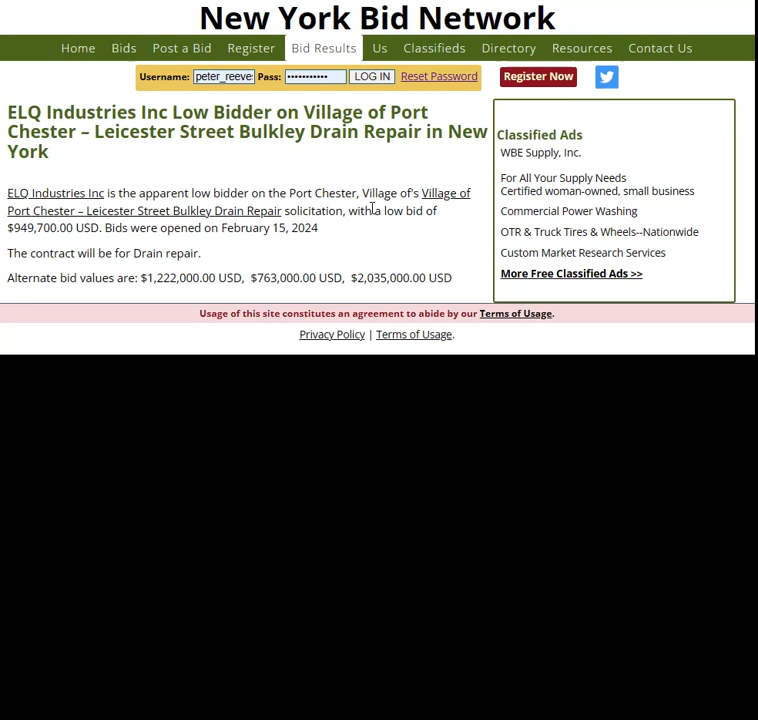 New York Bid Network
Home Bids Post a Bid Register Bid Results Us Classifieds Directory Resources Contact Us
Username: peter_reeve Pass: ••••••••••• LOG IN Reset Password Register Now
ELQ Industries Inc Low Bidder on Village of Port
Chester – Leicester Street Bulkley Drain Repair in New
York
ELQ Industries Inc is the apparent low bidder on the Port Chester, Village of's Village of
Port Chester – Leicester Street Bulkley Drain Repair solicitation, with a low bid of
$949,700.00 USD. Bids were opened on February 15, 2024
The contract will be for Drain repair.
Alternate bid values are: $1,222,000.00 USD, $763,000.00 USD, $2,035,000.00 USD
Classified Ads
WBE Supply, Inc.
For All Your Supply Needs
Certified woman-owned, small business
Commercial Power Washing
OTR & Truck Tires & Wheels--Nationwide
Custom Market Research Services
More Free Classified Ads >>
Usage of this site constitutes an agreement to abide by our Terms of Usage.
Privacy Policy | Terms of Usage.